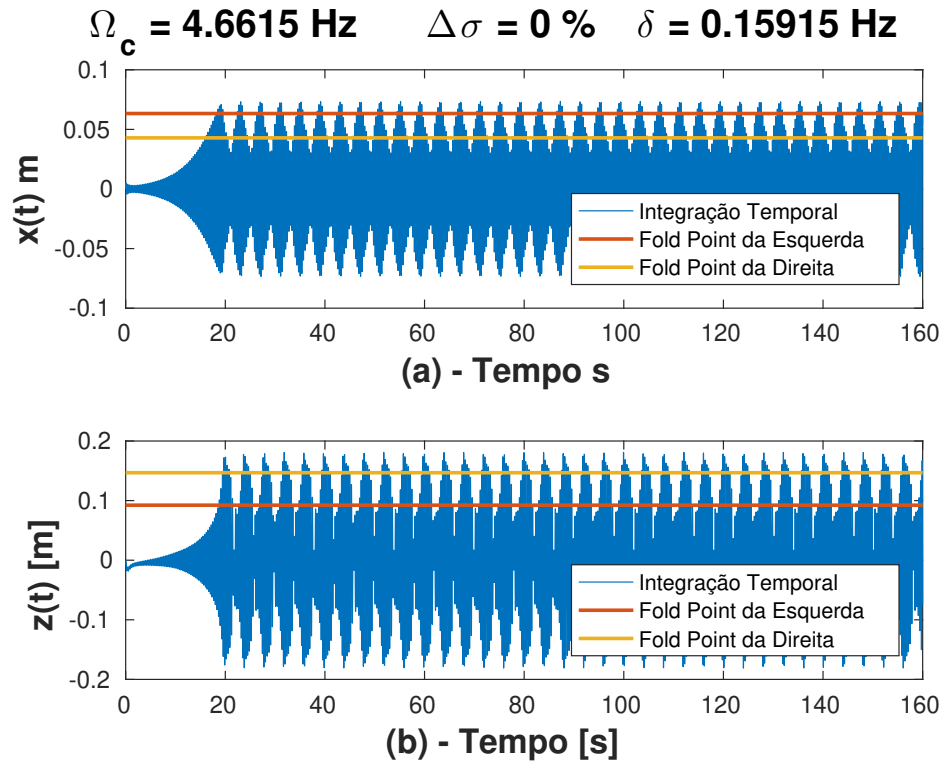 Ω_c = 4.6615 Hz Δσ = 0 % δ = 0.15915 Hz
0.1
0.05
0
-0.05
-0.1
x(t) m
Integração Temporal
Fold Point da Esquerda
Fold Point da Direita
0 20 40 60 80 100 120 140 160
(a) - Tempo s
0.2
0.1
0
-0.1
-0.2
z(t) [m]
Integração Temporal
Fold Point da Esquerda
Fold Point da Direita
0 20 40 60 80 100 120 140 160
(b) - Tempo [s]